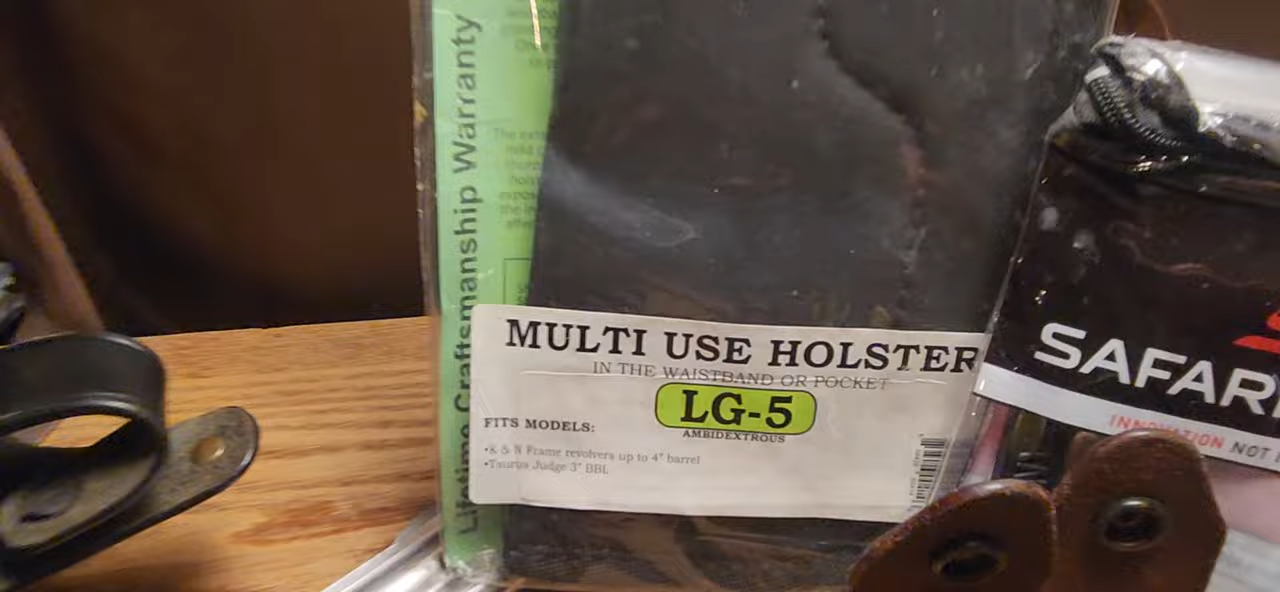 Lifetime Craftsmanship Warranty
MULTI USE HOLSTER
IN THE WAISTBAND OR POCKET
LG-5
AMBIDEXTROUS
FITS MODELS:
•K & N Frame revolvers up to 4" barrel
•Taurus Judge 3" BBL
SAFAR
INNOVATION NOT